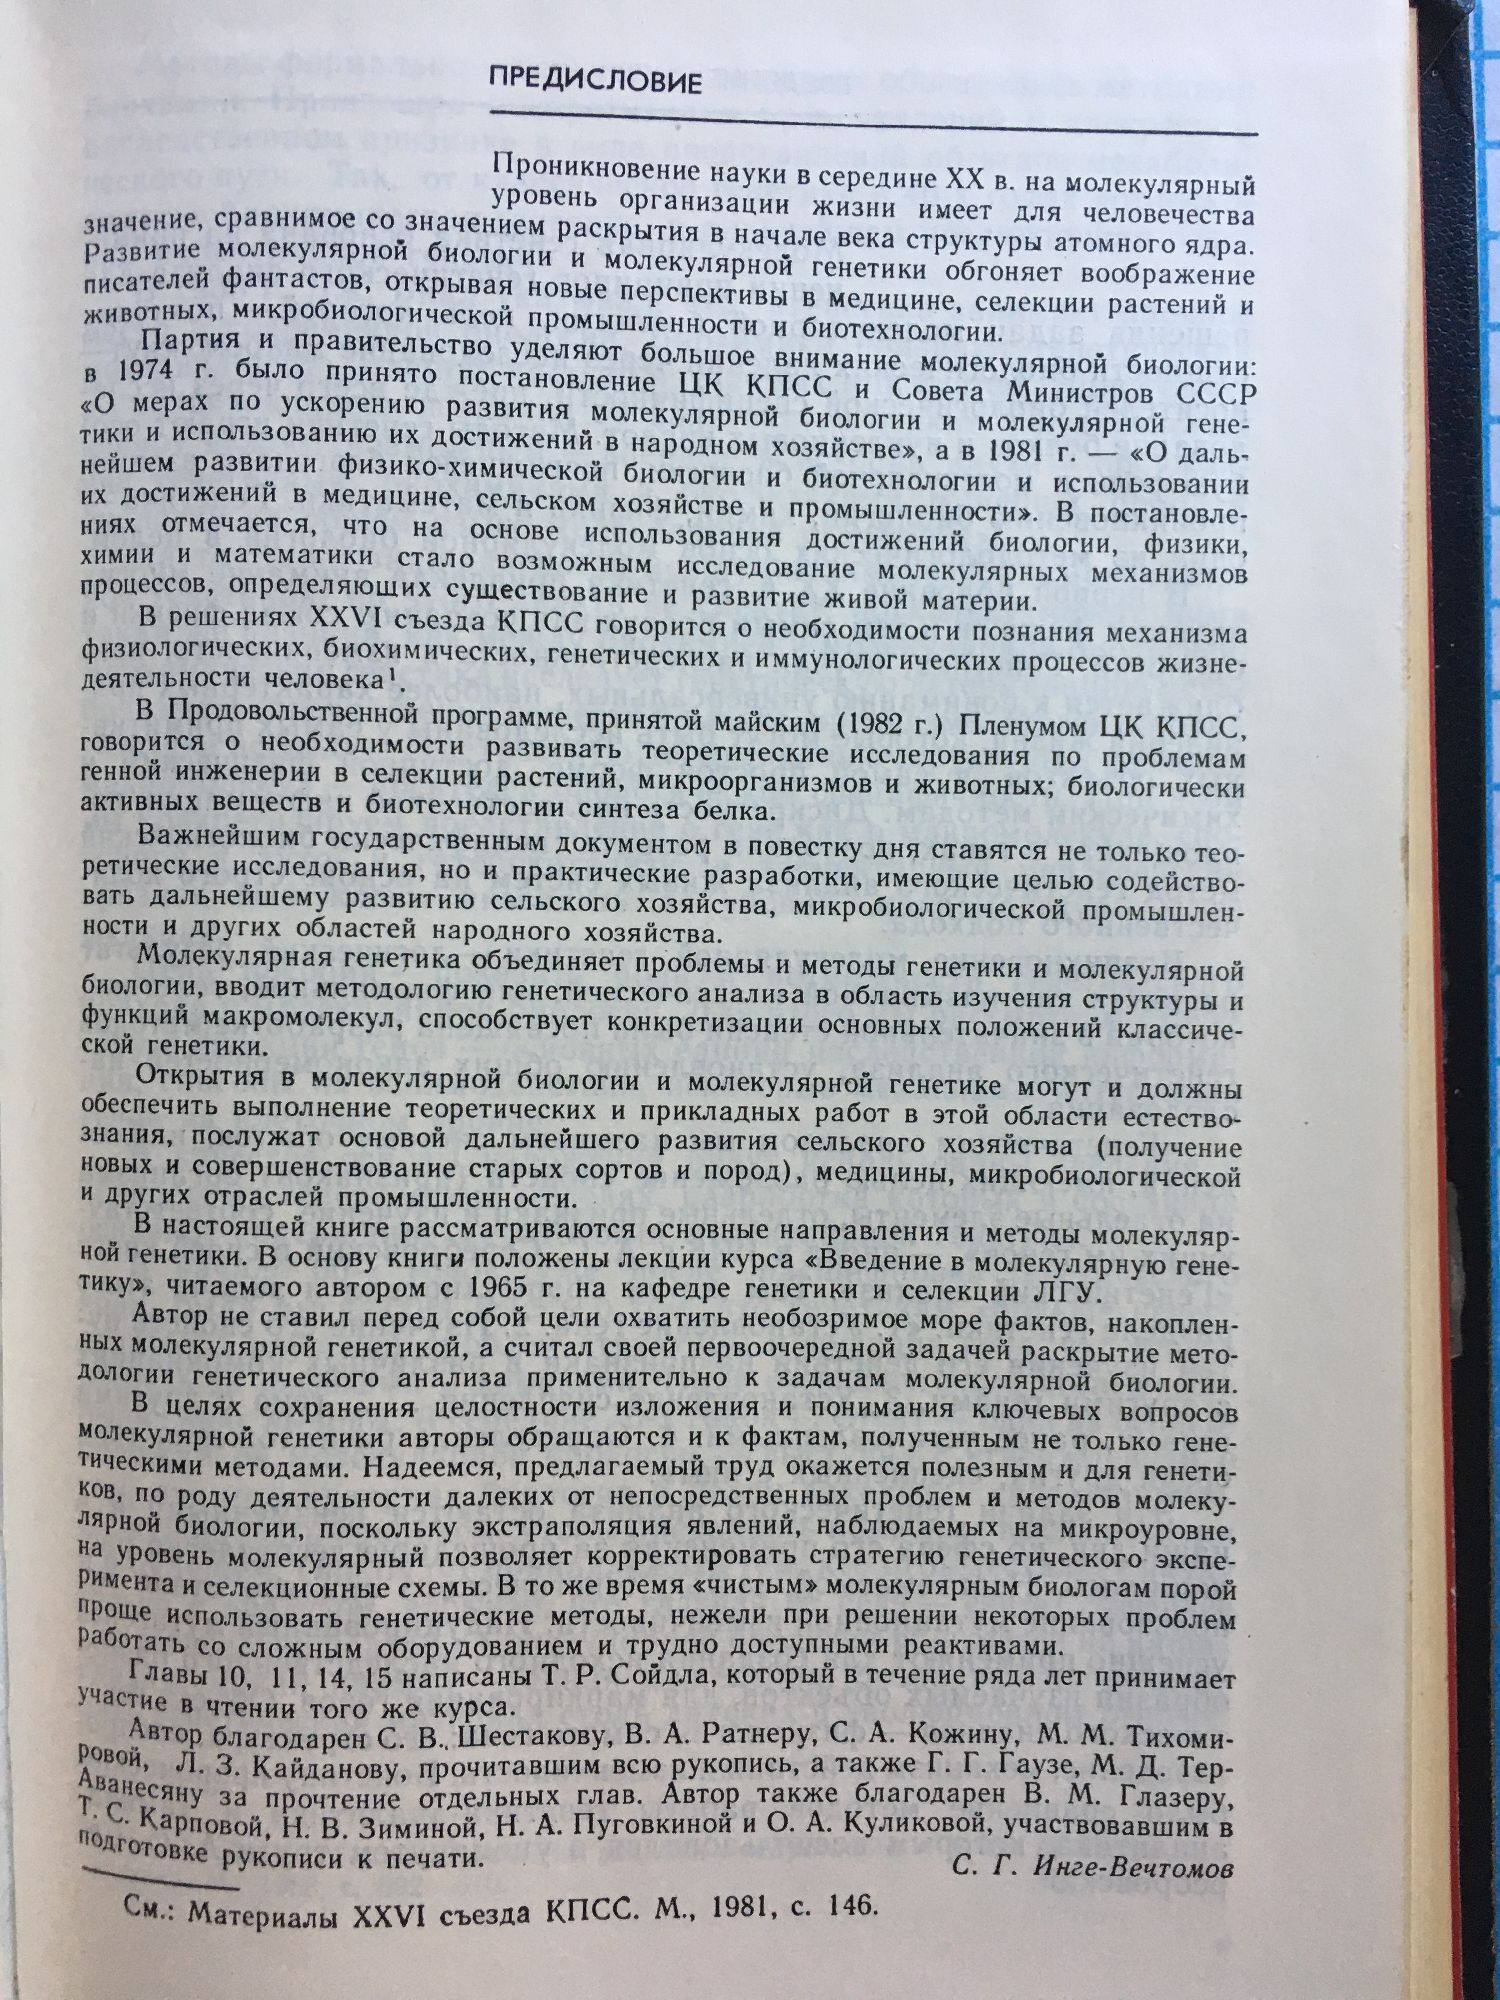 ПРЕДИСЛОВИЕ
Проникновение науки в середине XX в. на молекулярный
уровень организации жизни имеет для человечества
значение, сравнимое со значением раскрытия в начале века структуры атомного ядра.
Развитие молекулярной биологии и молекулярной генетики обгоняет воображение
писателей фантастов, открывая новые перспективы в медицине, селекции растений и
животных, микробиологической промышленности и биотехнологии.
Партия и правительство уделяют большое внимание молекулярной биологии:
в 1974 г. было принято постановление ЦК КПСС и Совета Министров СССР
«О мерах по ускорению развития молекулярной биологии и молекулярной гене-
тики и использованию их достижений в народном хозяйстве», а в 1981 г. — «О даль-
нейшем развитии физико-химической биологии и биотехнологии и использовании
их достижений в медицине, сельском хозяйстве и промышленности». В постановле-
ниях отмечается, что на основе использования достижений биологии, физики,
химии и математики стало возможным исследование молекулярных механизмов
процессов, определяющих существование и развитие живой материи.
В решениях XXVI съезда КПСС говорится о необходимости познания механизма
физиологических, биохимических, генетических и иммунологических процессов жизне-
деятельности человека¹.
В Продовольственной программе, принятой майским (1982 г.) Пленумом ЦК КПСС,
говорится о необходимости развивать теоретические исследования по проблемам
генной инженерии в селекции растений, микроорганизмов и животных; биологически
активных веществ и биотехнологии синтеза белка.
Важнейшим государственным документом в повестку дня ставятся не только тео-
ретические исследования, но и практические разработки, имеющие целью содейство-
вать дальнейшему развитию сельского хозяйства, микробиологической промышлен-
ности и других областей народного хозяйства.
Молекулярная генетика объединяет проблемы и методы генетики и молекулярной
биологии, вводит методологию генетического анализа в область изучения структуры и
функций макромолекул, способствует конкретизации основных положений классиче-
ской генетики.
Открытия в молекулярной биологии и молекулярной генетике могут и должны
обеспечить выполнение теоретических и прикладных работ в этой области естество-
знания, послужат основой дальнейшего развития сельского хозяйства (получение
новых и совершенствование старых сортов и пород), медицины, микробиологической
и других отраслей промышленности.
В настоящей книге рассматриваются основные направления и методы молекуляр-
ной генетики. В основу книги положены лекции курса «Введение в молекулярную гене-
тику», читаемого автором с 1965 г. на кафедре генетики и селекции ЛГУ.
Автор не ставил перед собой цели охватить необозримое море фактов, накоплен-
ных молекулярной генетикой, а считал своей первоочередной задачей раскрытие мето-
дологии генетического анализа применительно к задачам молекулярной биологии.
В целях сохранения целостности изложения и понимания ключевых вопросов
молекулярной генетики авторы обращаются и к фактам, полученным не только гене-
тическими методами. Надеемся, предлагаемый труд окажется полезным и для генети-
ков, по роду деятельности далеких от непосредственных проблем и методов молеку-
лярной биологии, поскольку экстраполяция явлений, наблюдаемых на микроуровне,
на уровень молекулярный позволяет корректировать стратегию генетического экспе-
римента и селекционные схемы. В то же время «чистым» молекулярным биологам порой
проще использовать генетические методы, нежели при решении некоторых проблем
работать со сложным оборудованием и трудно доступными реактивами.
Главы 10, 11, 14, 15 написаны Т. Р. Сойдла, который в течение ряда лет принимает
участие в чтении того же курса.
Автор благодарен С. В. Шестакову, В. А. Ратнеру, С. А. Кожину, М. М. Тихоми-
ровой, Л. З. Кайданову, прочитавшим всю рукопись, а также Г. Г. Гаузе, М. Д. Тер-
Аванесяну за прочтение отдельных глав. Автор также благодарен В. М. Глазеру,
Т. С. Карповой, Н. В. Зиминой, Н. А. Пуговкиной и О. А. Куликовой, участвовавшим в
подготовке рукописи к печати.
С. Г. Инге-Вечтомов
См.: Материалы XXVI съезда КПСС. М., 1981, с. 146.